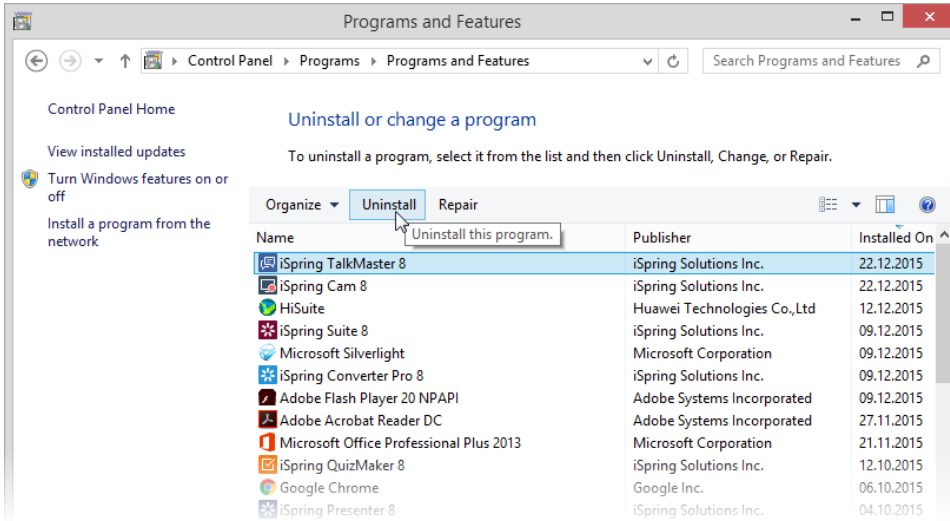 Programs and Features
Control Panel Programs Programs and Features
Search Programs and Features
Control Panel Home
View installed updates
Turn Windows features on or
off
Install a program from the
network
Uninstall or change a program
To uninstall a program, select it from the list and then click Uninstall, Change, or Repair.
Organize Uninstall Repair
Uninstall this program.
Name Publisher Installed On
iSpring TalkMaster 8 iSpring Solutions Inc. 22.12.2015
iSpring Cam 8 iSpring Solutions Inc. 22.12.2015
HiSuite Huawei Technologies Co.,Ltd 12.12.2015
iSpring Suite 8 iSpring Solutions Inc. 09.12.2015
Microsoft Silverlight Microsoft Corporation 09.12.2015
iSpring Converter Pro 8 iSpring Solutions Inc. 09.12.2015
Adobe Flash Player 20 NPAPI Adobe Systems Incorporated 09.12.2015
Adobe Acrobat Reader DC Adobe Systems Incorporated 27.11.2015
Microsoft Office Professional Plus 2013 Microsoft Corporation 21.11.2015
iSpring QuizMaker 8 iSpring Solutions Inc. 12.10.2015
Google Chrome Google Inc. 06.10.2015
iSpring Presenter 8 iSpring Solutions Inc. 04.10.2015